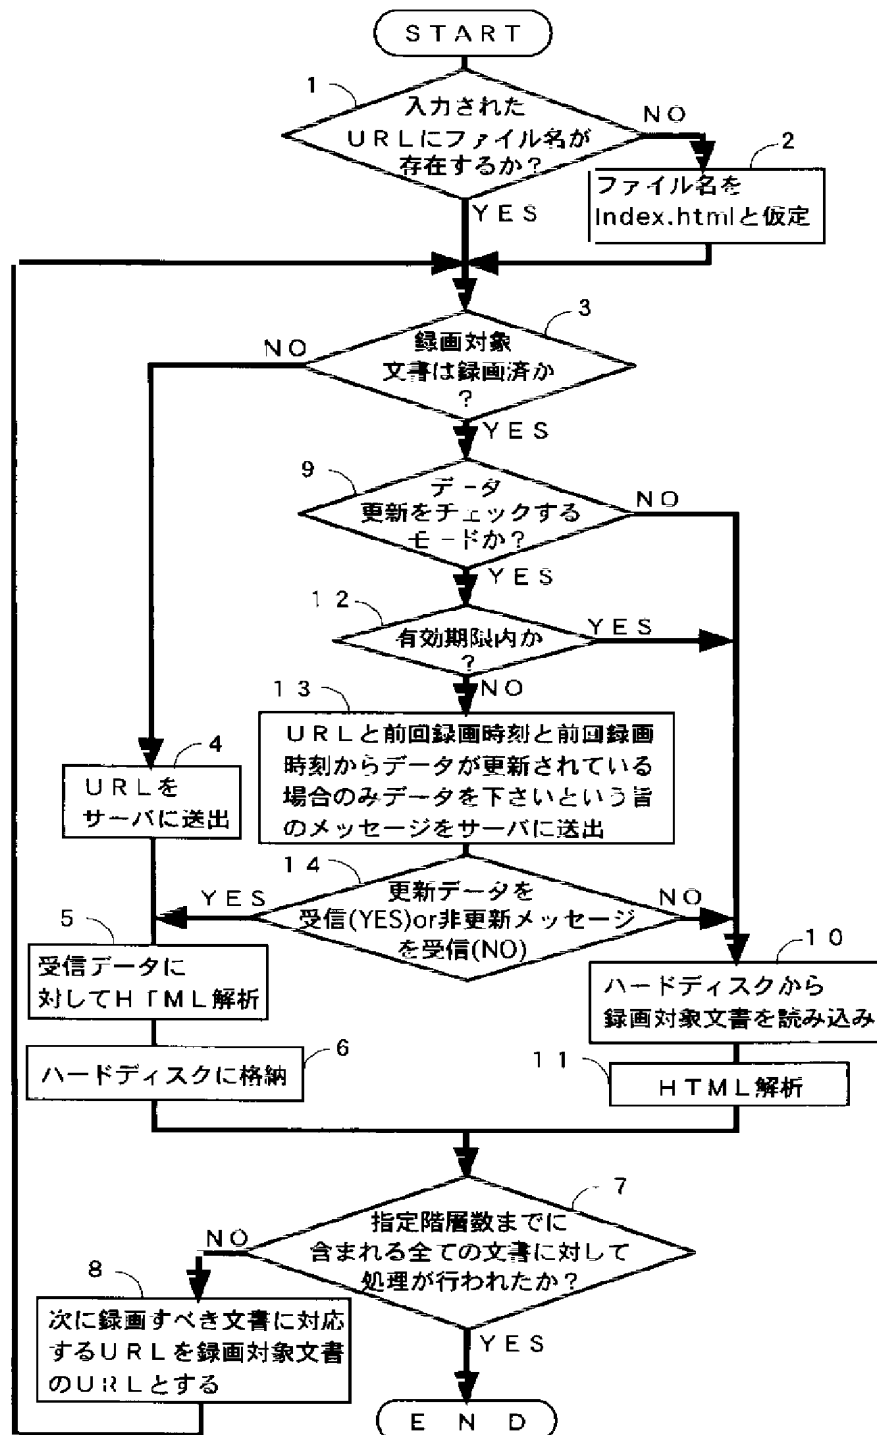 ＳＴＡＲＴ
１
入力された
ＵＲＬにファイル名が
存在するか？
ＮＯ
２
ファイル名を
Index.htmlと仮定
ＹＥＳ
３
録画対象
文書は録画済か
？
ＮＯ
ＹＥＳ
９
データ
更新をチェックする
モードか？
ＮＯ
ＹＥＳ
１２
有効期限内か
？
ＹＥＳ
ＮＯ
１３
ＵＲＬと前回録画時刻と前回録画
時刻からデータが更新されている
場合のみデータを下さいという旨
のメッセージをサーバに送出
４
ＵＲＬを
サーバに送出
１４
更新データを
受信(YES)or非更新メッセージ
を受信(NO)
ＹＥＳ
ＮＯ
５
受信データに
対してＨＴＭＬ解析
６
ハードディスクに格納
１０
ハードディスクから
録画対象文書を読み込み
１１
ＨＴＭＬ解析
７
指定階層数までに
含まれる全ての文書に対して
処理が行われたか？
ＮＯ
８
次に録画すべき文書に対応
するＵＲＬを録画対象文書
のＵＲＬとする
ＹＥＳ
ＥＮＤ